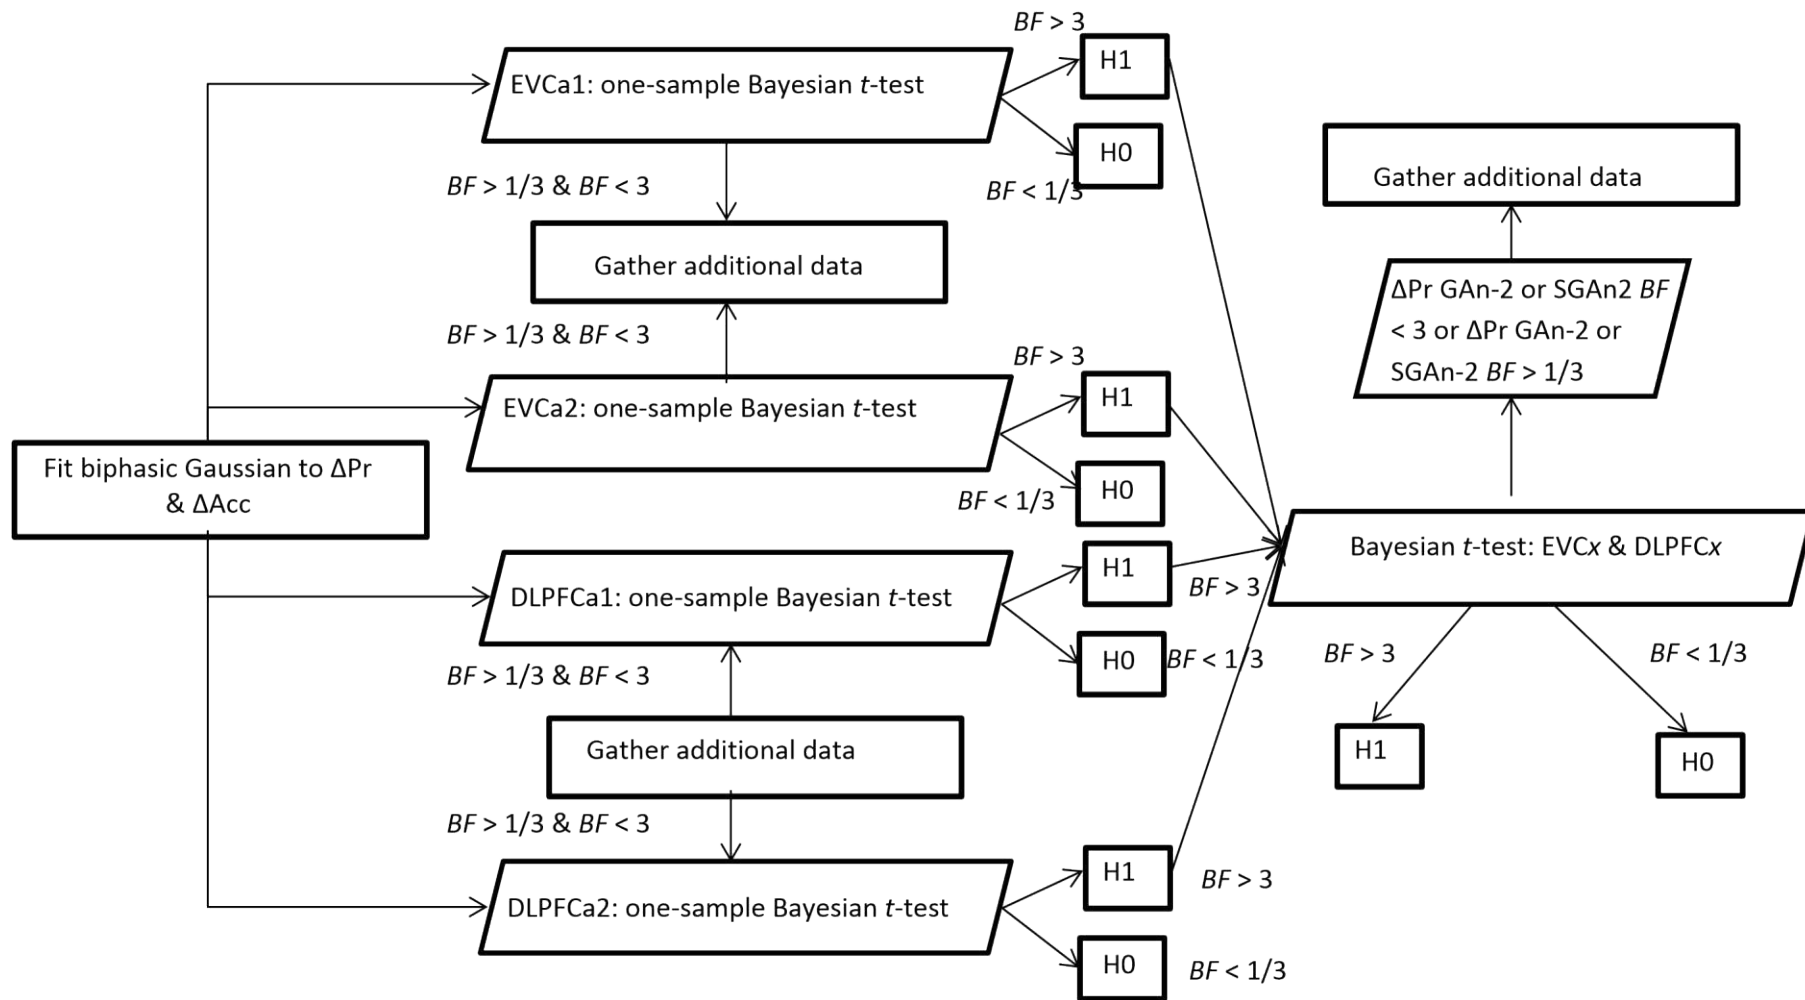 BF > 3
EVCa1: one-sample Bayesian t-test
H1
H0
BF > 1/3 & BF < 3
BF < 1/3
Gather additional data
BF > 1/3 & BF < 3
BF > 3
EVCa2: one-sample Bayesian t-test
H1
H0
BF < 1/3
Fit biphasic Gaussian to ΔPr
& ΔAcc
DLPFCa1: one-sample Bayesian t-test
H1
BF > 3
H0
BF < 1/3
BF > 1/3 & BF < 3
Gather additional data
BF > 1/3 & BF < 3
DLPFCa2: one-sample Bayesian t-test
H1
BF > 3
H0
BF < 1/3
Gather additional data
ΔPr GAn-2 or SGAn2 BF
< 3 or ΔPr GAn-2 or
SGAn-2 BF > 1/3
Bayesian t-test: EVCx & DLPFCx
BF > 3
BF < 1/3
H1
H0